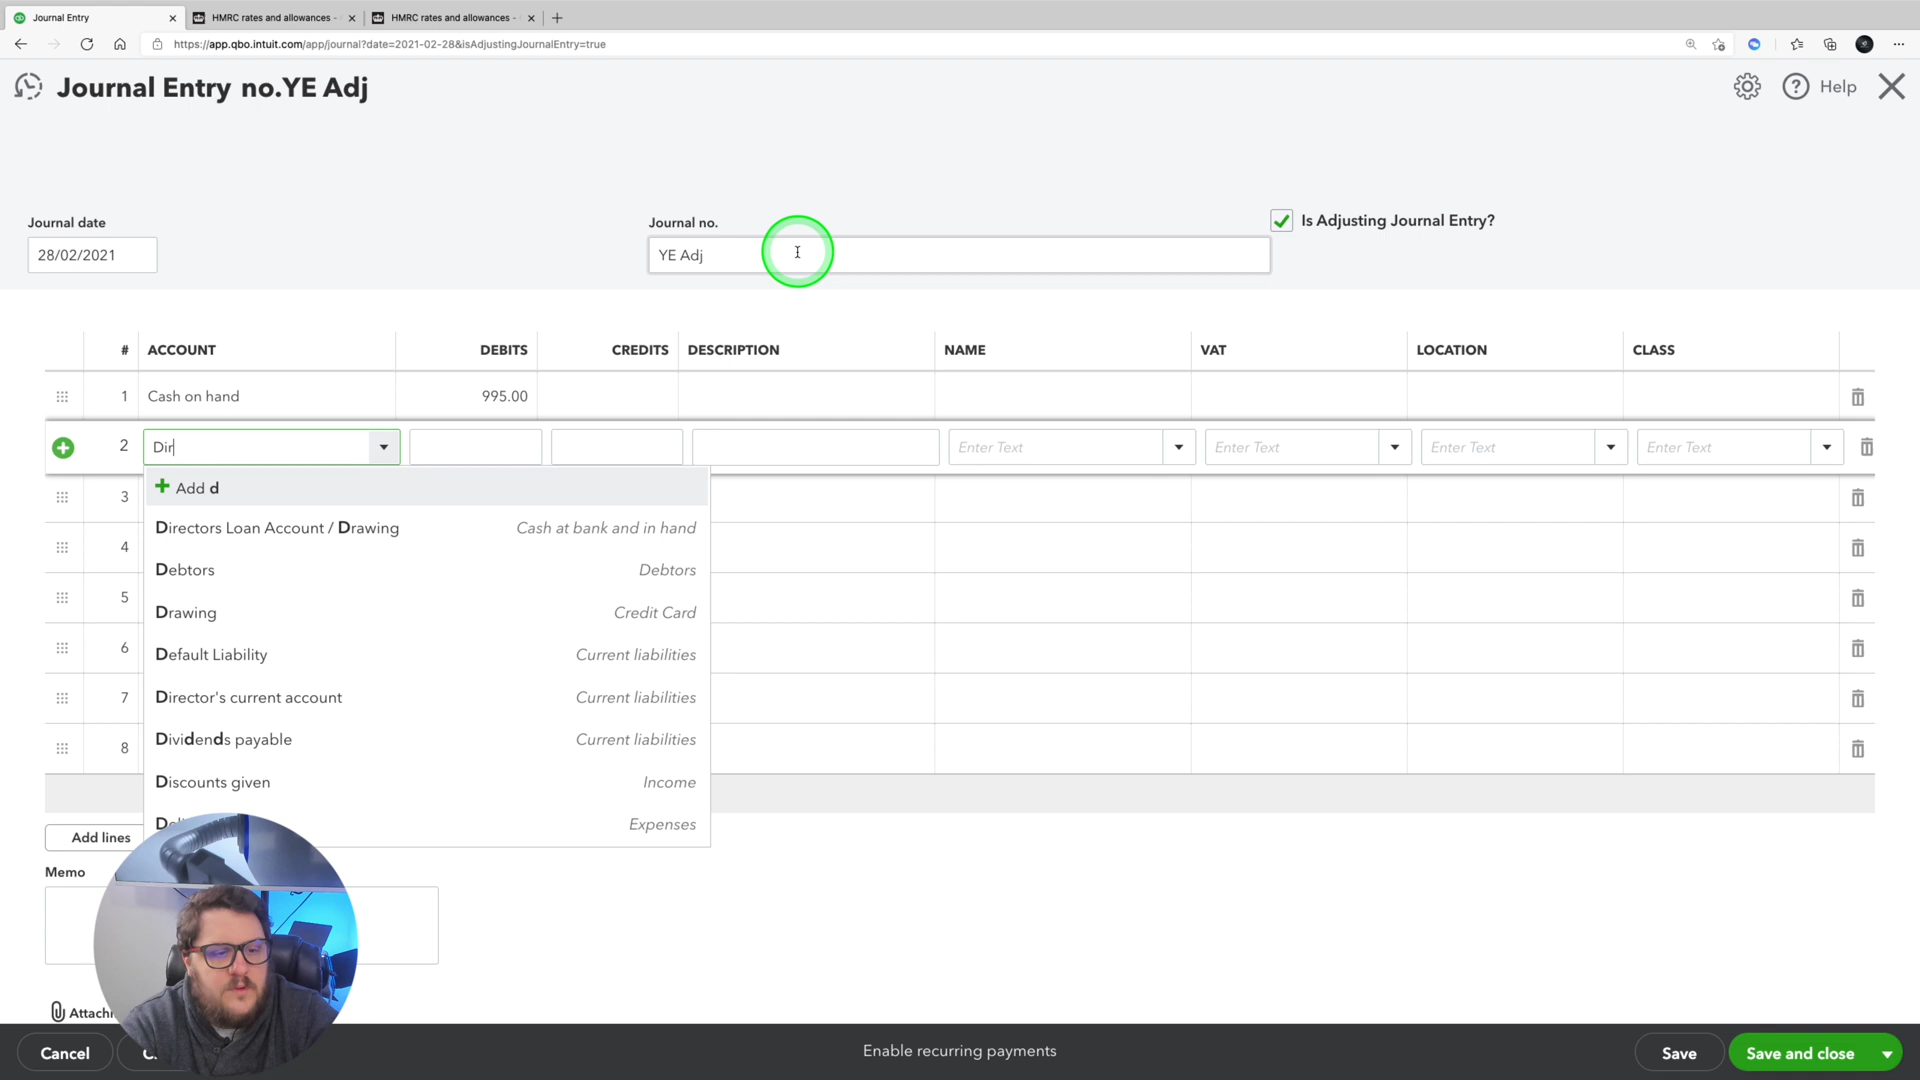 Journal Entry
HMRC rates and allowances -
HMRC rates and allowances -
https://app.qbo.intuit.com/app/journal?date=2021-02-28&isAdjustingJournalEntry=true
Journal Entry no.YE Adj
Help
Journal date
Journal no.
Is Adjusting Journal Entry?
28/02/2021
YE Adj
# ACCOUNT DEBITS CREDITS DESCRIPTION NAME VAT LOCATION CLASS
1 Cash on hand 995.00
2 Dir Enter Text Enter Text Enter Text Enter Text
Add d
3
Directors Loan Account / Drawing Cash at bank and in hand
4
Debtors Debtors
5
Drawing Credit Card
6
Default Liability Current liabilities
7
Director's current account Current liabilities
Dividends payable Current liabilities
8
Discounts given Income
Expenses
Add lines
Memo
Cancel
Enable recurring payments
Save
Save and close